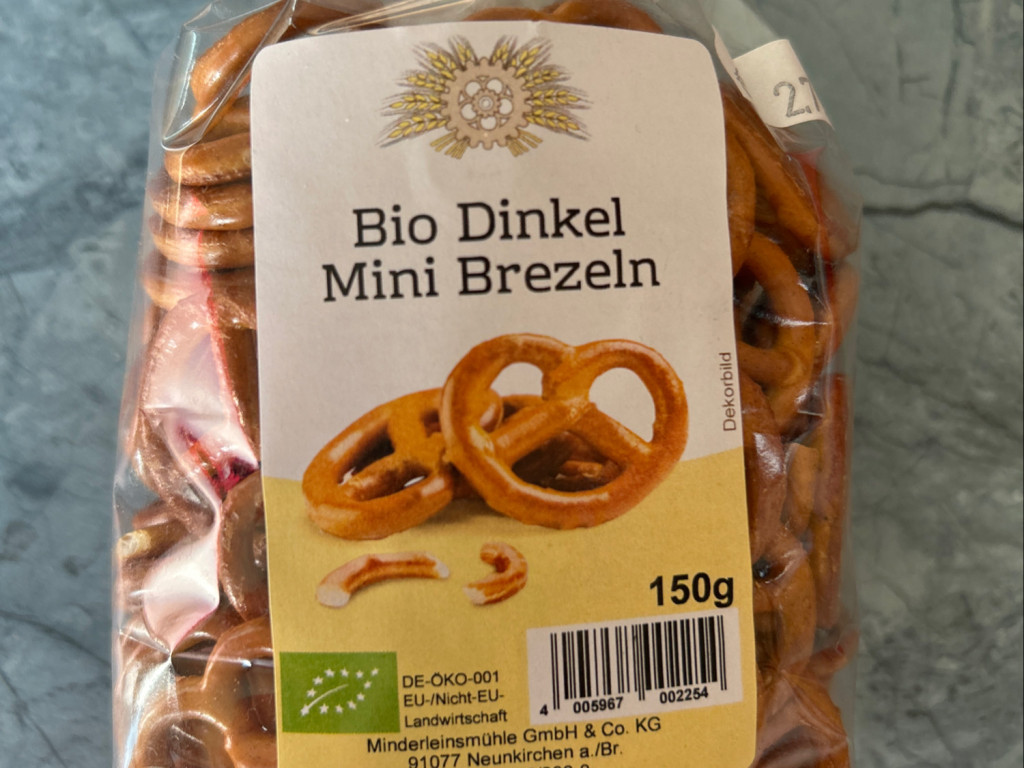 27
Bio Dinkel
Mini Brezeln
Dekorbild
150g
DE-ÖKO-001
EU-/Nicht-EU-
Landwirtschaft
4 005967 002254
Minderleinsmühle GmbH & Co. KG
91077 Neunkirchen a./Br.